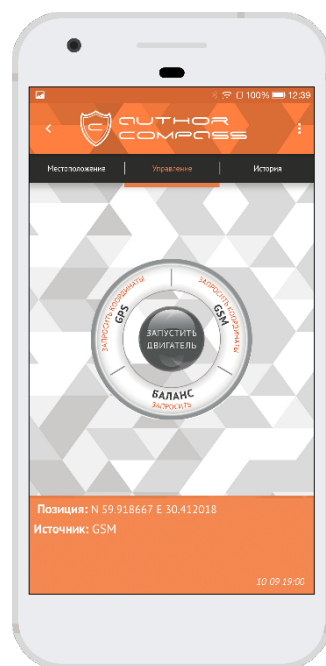 100% 12:39
AUTHOR
COMPASS
Местоположение Управление История
ЗАПРОСИТЬ КООРДИНАТЫ GPS
ЗАПРОСИТЬ КООРДИНАТЫ GSM
ЗАПУСТИТЬ
ДВИГАТЕЛЬ
БАЛАНС
ЗАПРОСИТЬ
Позиция: N 59.918667 E 30.412018
Источник: GSM
10-09 19:00